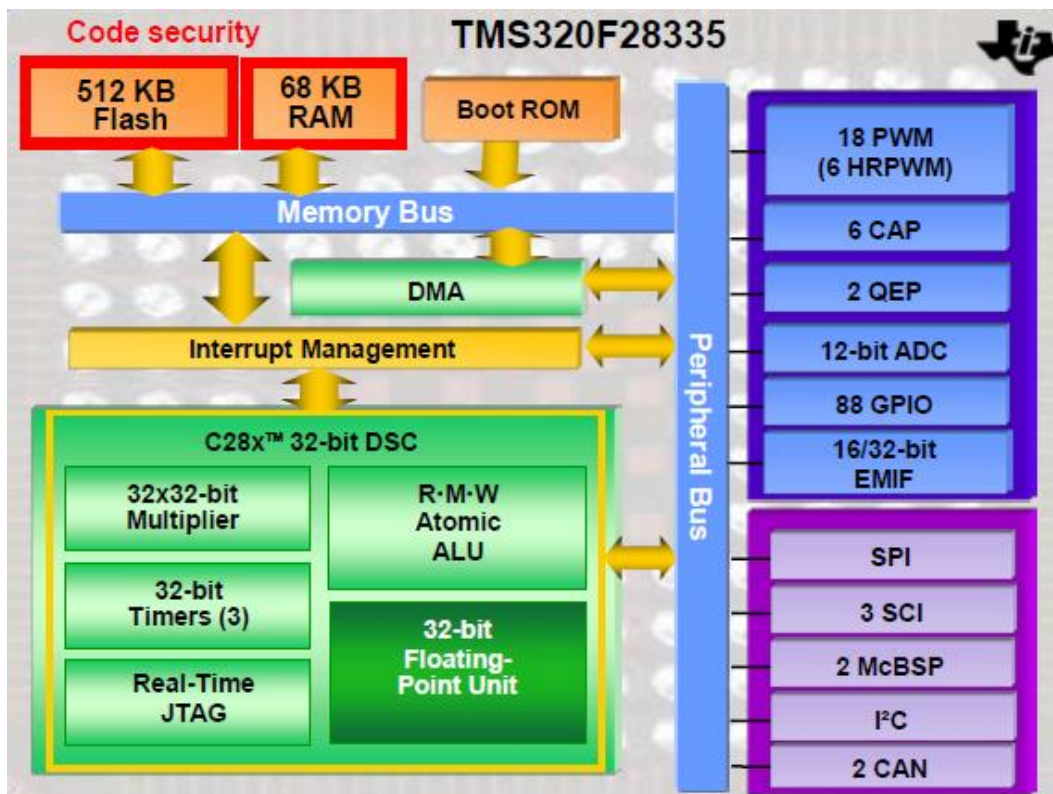 Code security
TMS320F28335
512 KB
Flash
68 KB
RAM
Boot ROM
Memory Bus
DMA
Interrupt Management
C28x™ 32-bit DSC
32x32-bit
Multiplier
32-bit
Timers (3)
Real-Time
JTAG
R·M·W
Atomic
ALU
32-bit
Floating-
Point Unit
Peripheral Bus
18 PWM
(6 HRPWM)
6 CAP
2 QEP
12-bit ADC
88 GPIO
16/32-bit
EMIF
SPI
3 SCI
2 McBSP
I²C
2 CAN